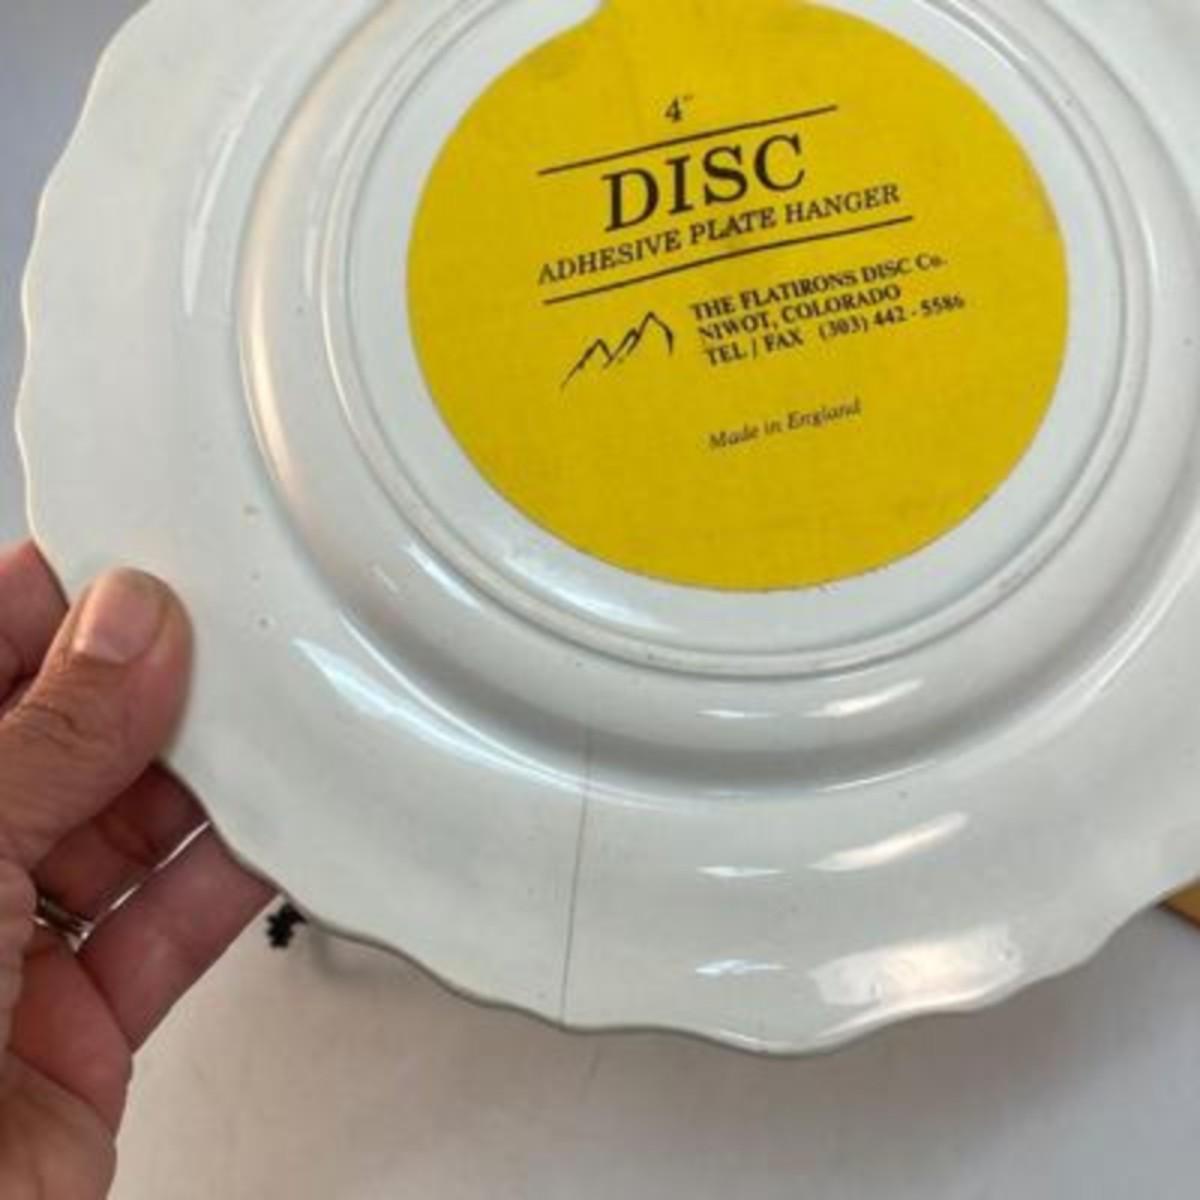 4"
DISC
ADHESIVE PLATE HANGER
THE FLATIRONS DISC Co.
NIWOT, COLORADO
TEL / FAX (303) 442 - 5586
Made in England